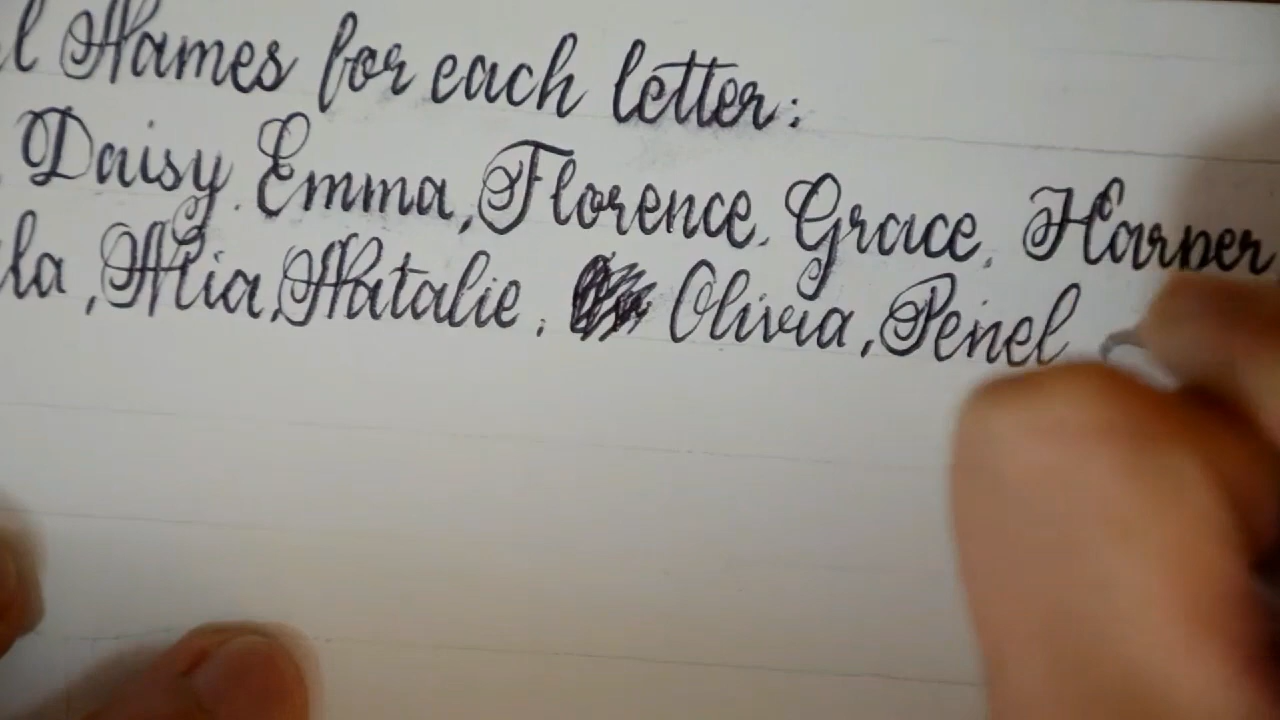 l Names for each letter:
Daisy. Emma, Florence, Grace, Harper
la, Mia, Natalie, Olivia, Penel